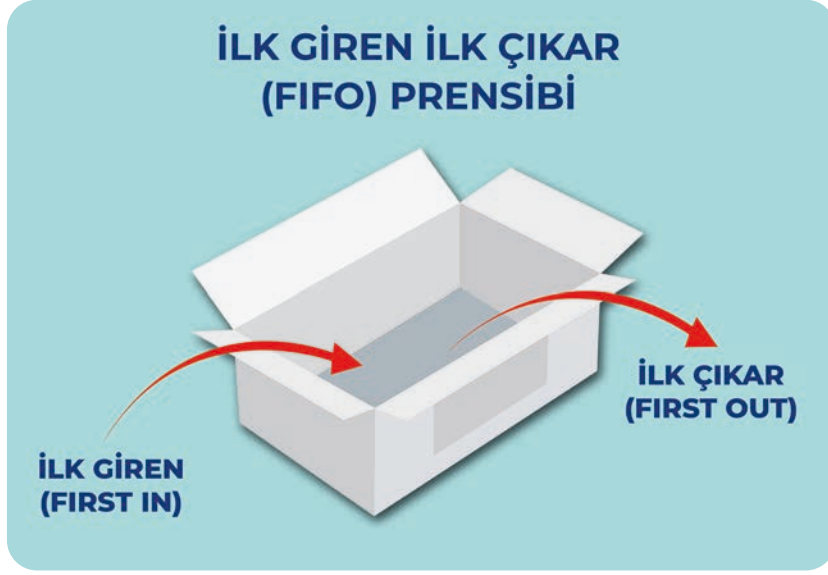 İLK GİREN İLK ÇIKAR
(FIFO) PRENSİBİ
İLK ÇIKAR
(FIRST OUT)
İLK GİREN
(FIRST IN)